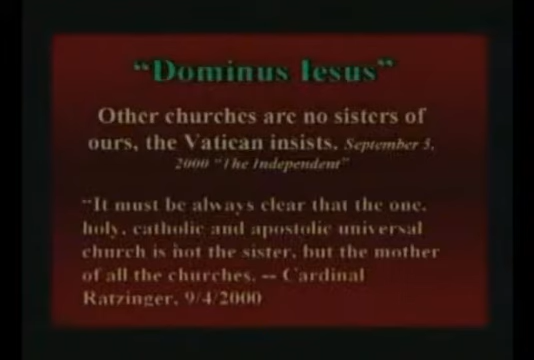 “Dominus Iesus”
Other churches are no sisters of
ours, the Vatican insists. September 5,
2000 “The Independent”
“It must be always clear that the one,
holy, catholic and apostolic universal
church is not the sister, but the mother
of all the churches. -- Cardinal
Ratzinger, 9/4/2000